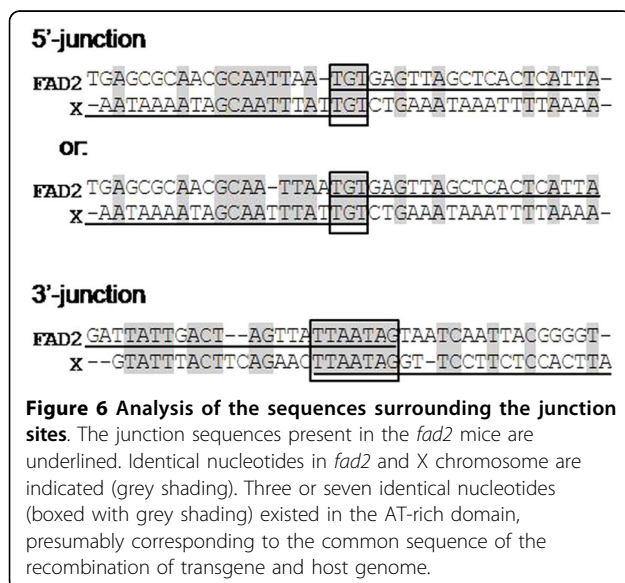 5'-junction
FAD2 TGAGCGCAACGCAATTAA-TGTGAGTTAGCTCACTCATTA-
X -AATAAAATAGCAATTTATTGTCTGAAATAAATTTTAAAA-
or:
FAD2 TGAGCGCAACGCAA-TTAATGTGAGTTAGCTCACTCATTA
X -AATAAAATAGCAATTTATTGTCTGAAATAAATTTTAAAA-
3'-junction
FAD2 GATTATTGACT--AGTTATTAATAGTAATCAATTACGGGGT-
X --GTATTTACTTCAGAACTTAATAGGT-TCCTTCTCCACTTA
Figure 6 Analysis of the sequences surrounding the junction
sites. The junction sequences present in the fad2 mice are
underlined. Identical nucleotides in fad2 and X chromosome are
indicated (grey shading). Three or seven identical nucleotides
(boxed with grey shading) existed in the AT-rich domain,
presumably corresponding to the common sequence of the
recombination of transgene and host genome.